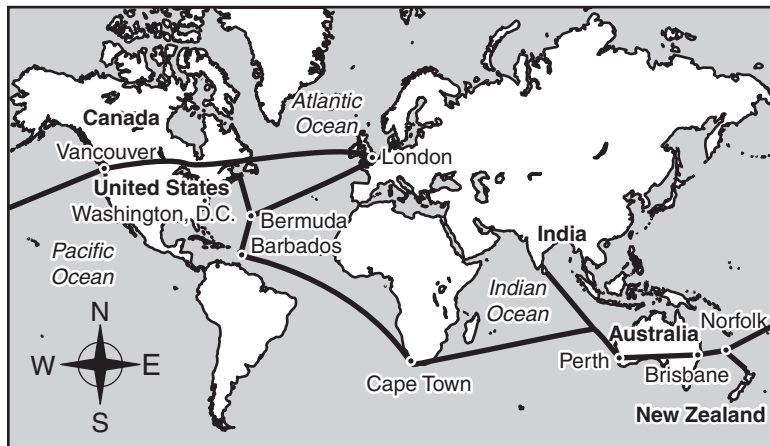 Atlantic
Ocean
Canada
Vancouver
London
United States
Washington, D.C.
Bermuda
Barbados
India
Pacific
Ocean
Indian
Ocean
N
W
E
S
Australia
Norfolk
Perth
Brisbane
Cape Town
New Zealand